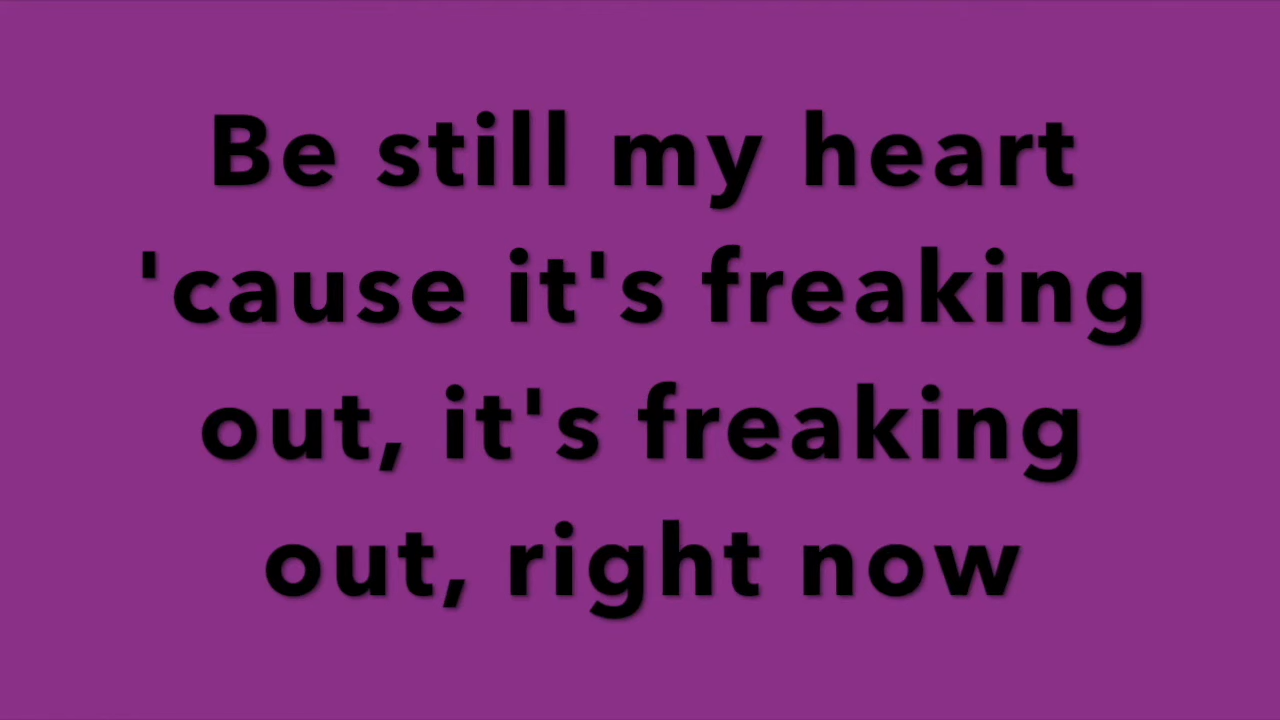 Be still my heart
'cause it's freaking
out, it's freaking
out, right now